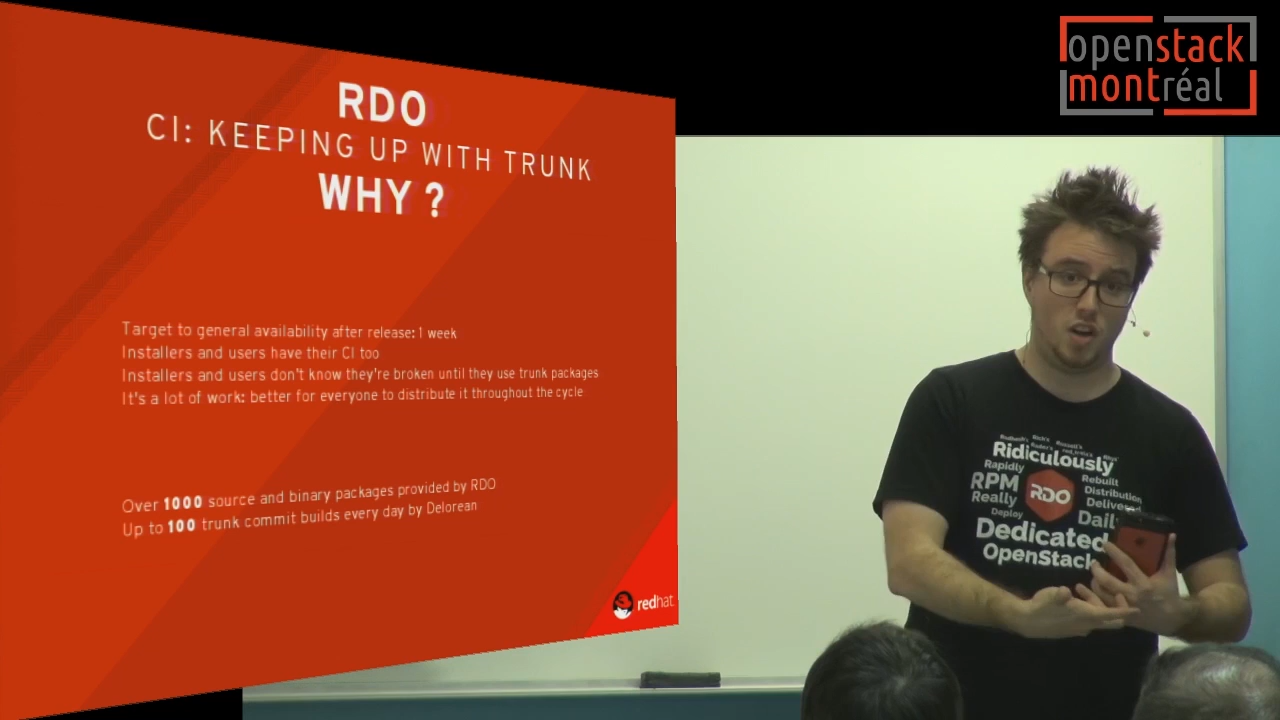 RDO
CI: KEEPING UP WITH TRUNK
WHY ?
Target to general availability after release: 1 week
Installers and users have their CI too
Installers and users don't know they're broken until they use trunk packages
It's a lot of work: better for everyone to distribute it throughout the cycle
Over 1000 source and binary packages provided by RDO
Up to 100 trunk commit builds every day by Delorean
redhat.
openstack
montréal
Ridiculously
Rapidly
RPM
Really
Deploy
RDO
Rebuilt
Distribution
Daily
Dedicated
OpenStack